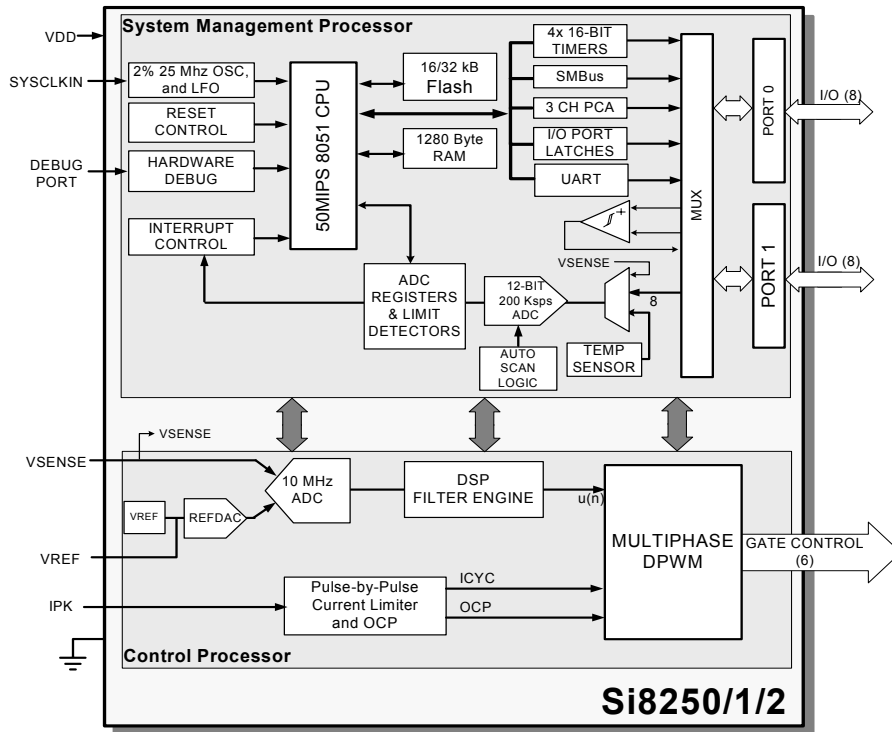 System Management Processor
VDD
SYSCLKIN
DEBUG
PORT
2% 25 Mhz OSC,
and LFO
RESET
CONTROL
HARDWARE
DEBUG
INTERRUPT
CONTROL
50MIPS 8051 CPU
16/32 kB
Flash
1280 Byte
RAM
4x 16-BIT
TIMERS
SMBus
3 CH PCA
I/O PORT
LATCHES
UART
+
MUX
PORT 0
I/O (8)
PORT 1
I/O (8)
VSENSE
8
ADC
REGISTERS
& LIMIT
DETECTORS
12-BIT
200 Ksps
ADC
AUTO
SCAN
LOGIC
TEMP
SENSOR
VSENSE
VSENSE
10 MHz
ADC
DSP
FILTER ENGINE
u(n)
VREF
REFDAC
VREF
MULTIPHASE
DPWM
GATE CONTROL
(6)
IPK
Pulse-by-Pulse
Current Limiter
and OCP
ICYC
OCP
Control Processor
Si8250/1/2